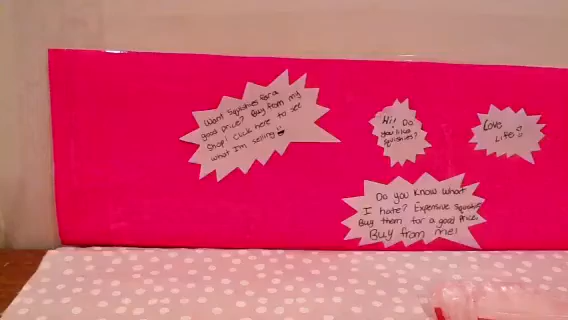 Want Squishies for a
good price? Buy from my
Shop! Click here to see
what I'm selling
Hi! Do
you like
squishies?
Love
Life!
Do you know what
I hate? Expensive Squishies
Buy them for a good price,
Buy from me!